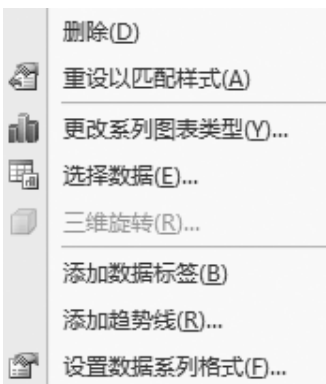 删除(D)
重设以匹配样式(A)
更改系列图表类型(Y)...
选择数据(E)...
三维旋转(R)...
添加数据标签(B)
添加趋势线(R)...
设置数据系列格式(F)...